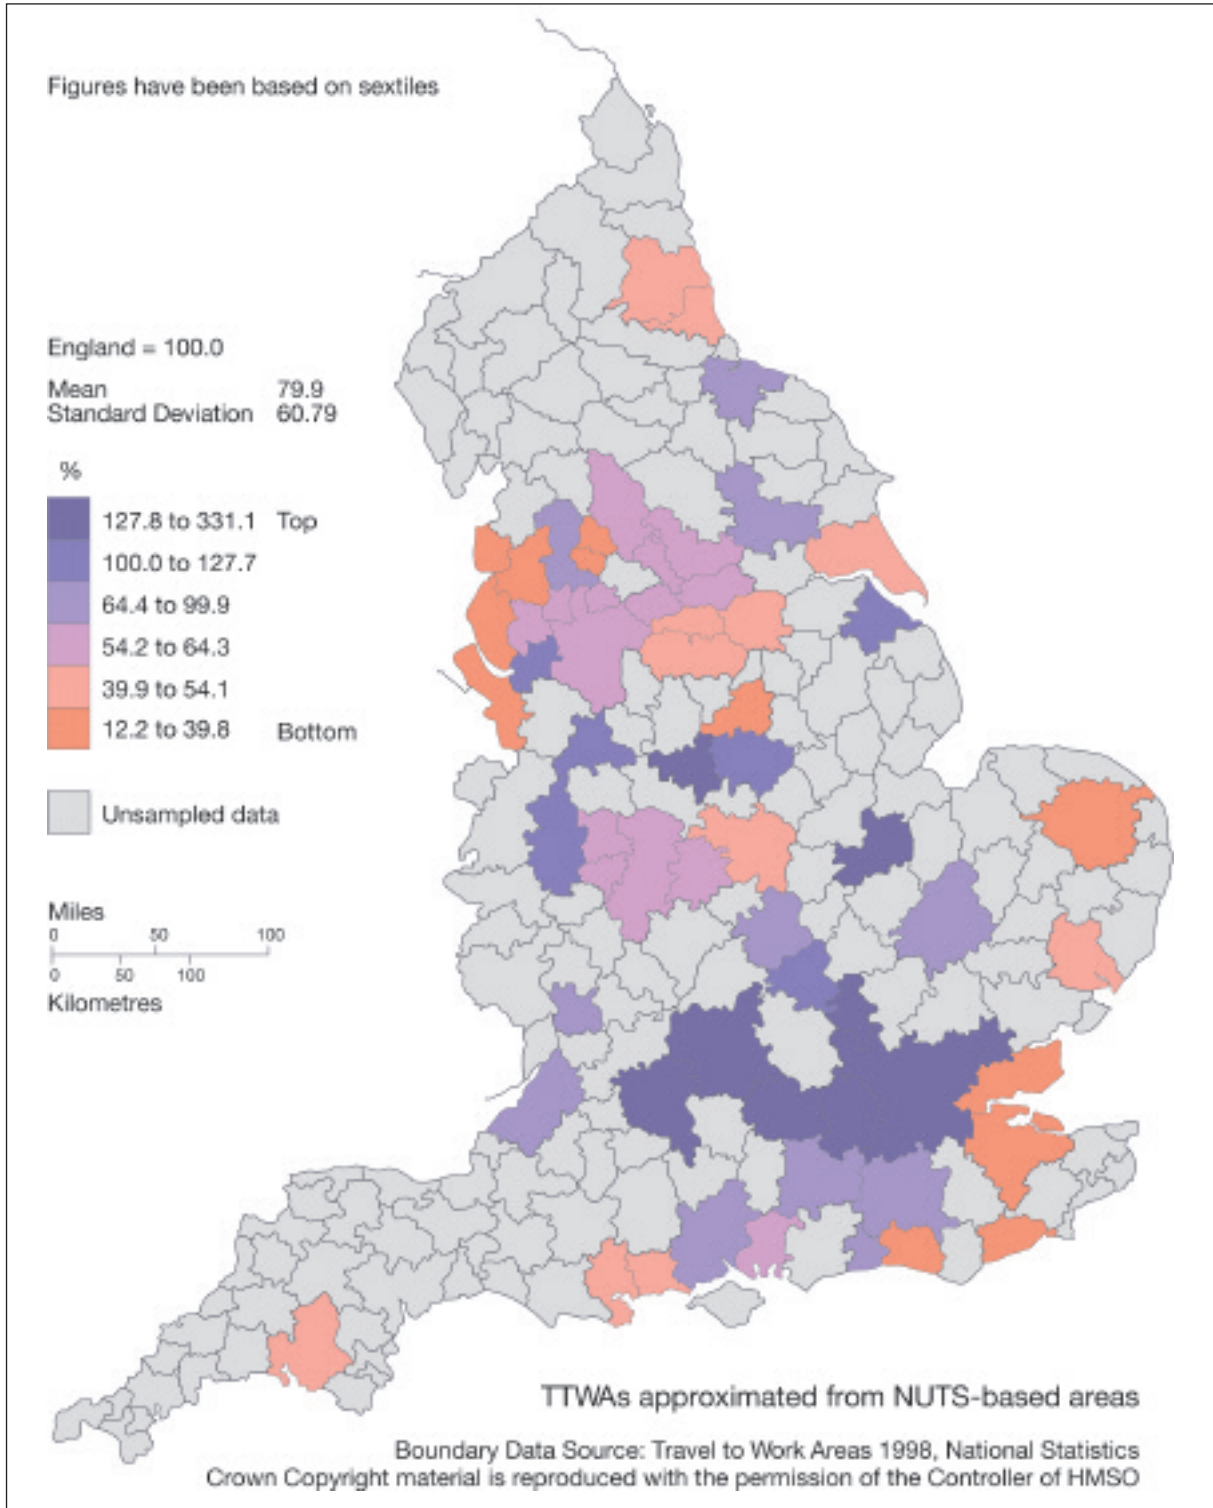 Figures have been based on sextiles
England = 100.0
Mean 79.9
Standard Deviation 60.79
%
127.8 to 331.1 Top
100.0 to 127.7
64.4 to 99.9
54.2 to 64.3
39.9 to 54.1
12.2 to 39.8 Bottom
Unsampled data
Miles
0 50 100
0 50 100
Kilometres
TTWAs approximated from NUTS-based areas
Boundary Data Source: Travel to Work Areas 1998, National Statistics
Crown Copyright material is reproduced with the permission of the Controller of HMSO